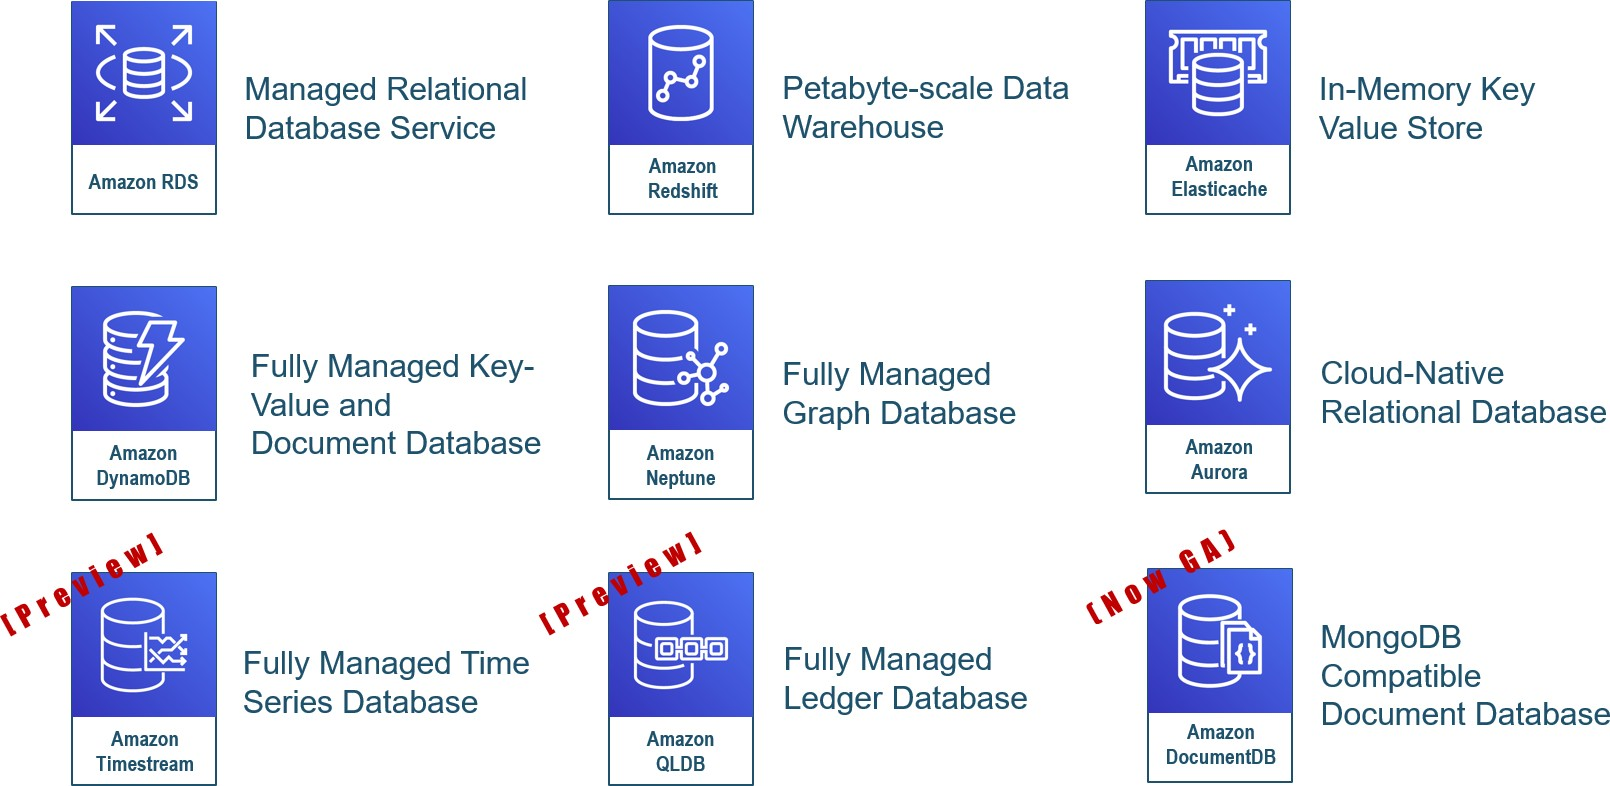 Amazon RDS
Managed Relational
Database Service
Amazon
Redshift
Petabyte-scale Data
Warehouse
Amazon
Elasticache
In-Memory Key
Value Store
Amazon
DynamoDB
Fully Managed Key-
Value and
Document Database
Amazon
Neptune
Fully Managed
Graph Database
Amazon
Aurora
Cloud-Native
Relational Database
[Preview]
Amazon
Timestream
Fully Managed Time
Series Database
[Preview]
Amazon
QLDB
Fully Managed
Ledger Database
(Now GA)
{}
Amazon
DocumentDB
MongoDB
Compatible
Document Database